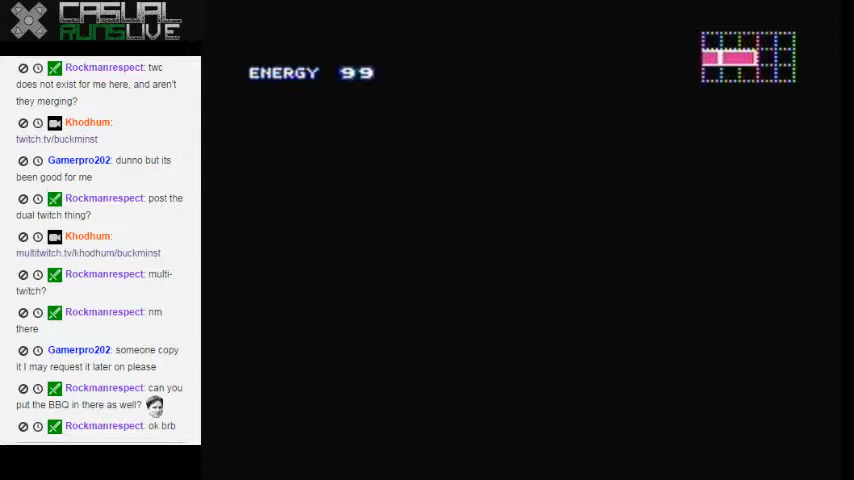 CASUAL
RUNSLIVE
Rockmanrespect: twc
does not exist for me here, and aren't
they merging?
Khodhum:
twitch.tv/buckminst
Gamerpro202: dunno but its
been good for me
Rockmanrespect: post the
dual twitch thing?
Khodhum:
multitwitch.tv/khodhum/buckminst
Rockmanrespect: multi-
twitch?
Rockmanrespect: nm
there
Gamerpro202: someone copy
it I may request it later on please
Rockmanrespect: can you
put the BBQ in there as well?
Rockmanrespect: ok brb
ENERGY 99